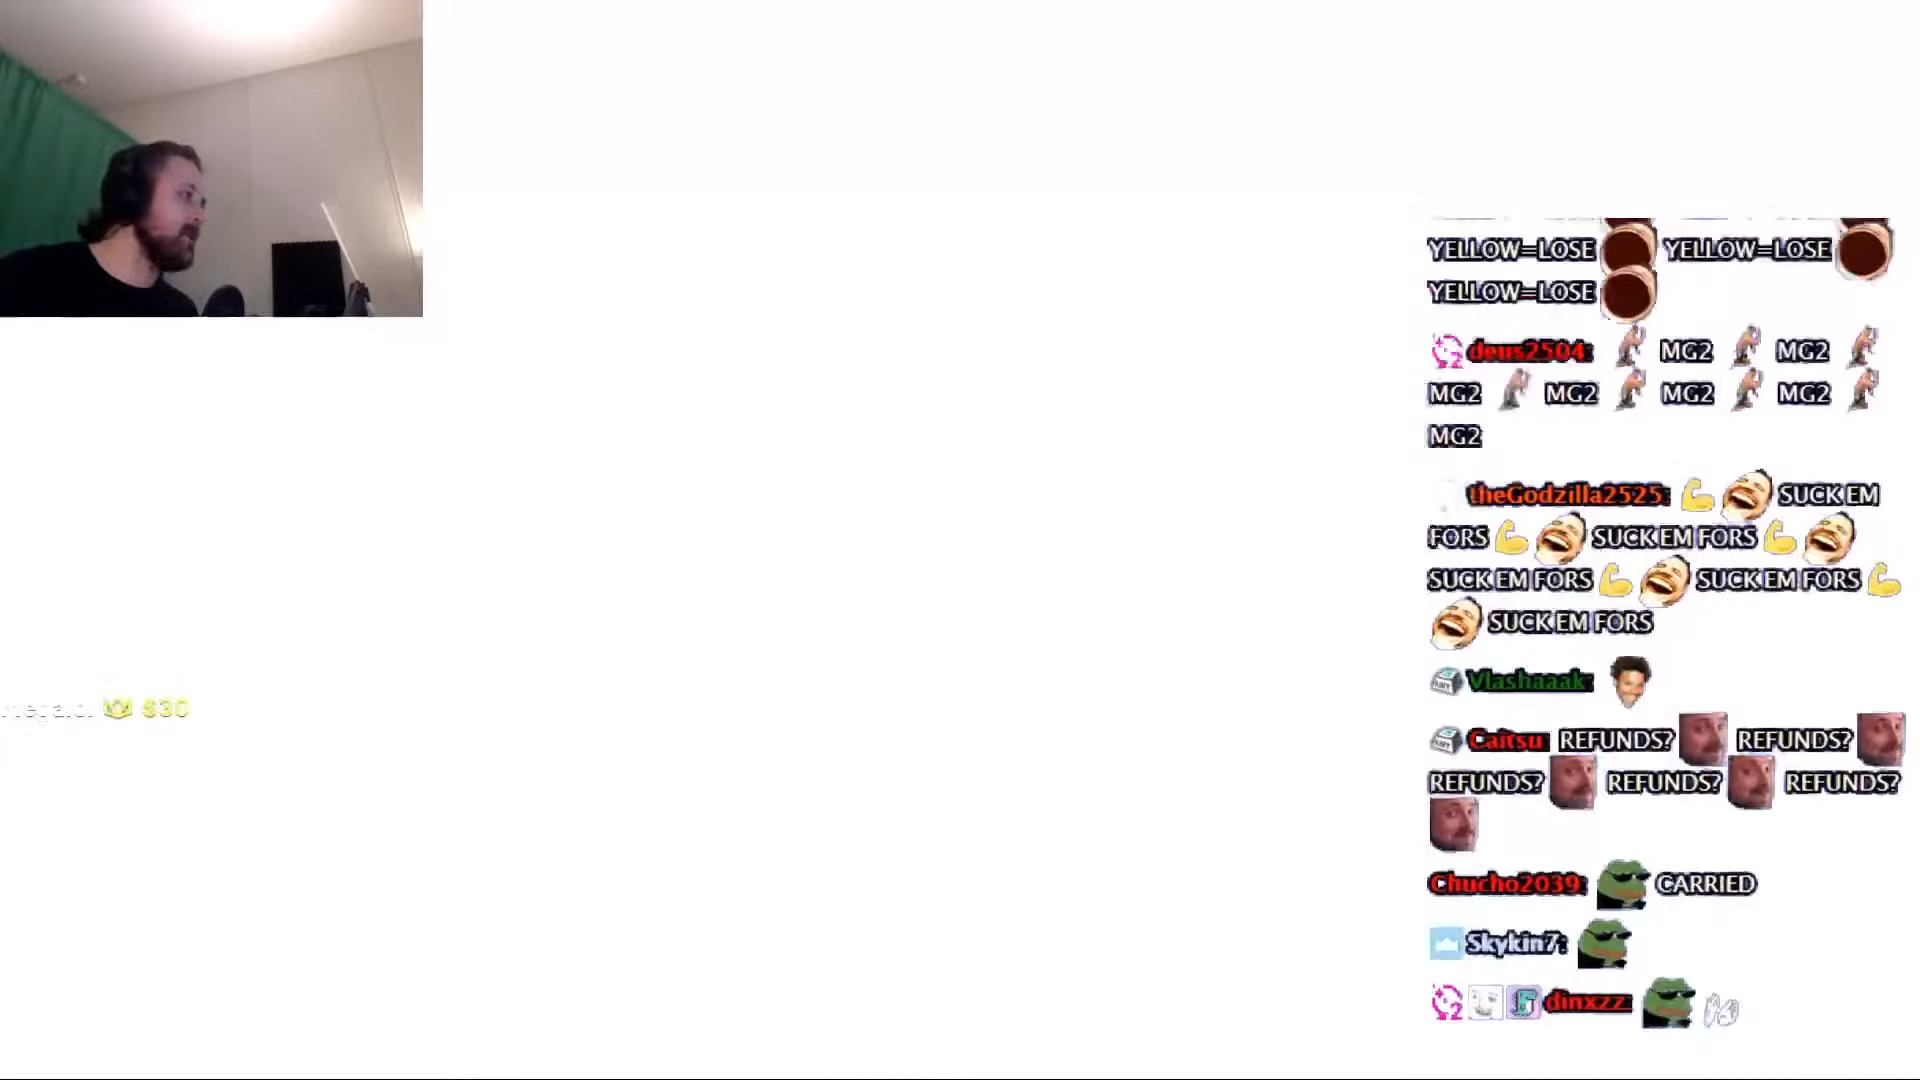 YELLOW=LOSE YELLOW=LOSE
YELLOW=LOSE
deus2504: MG2 MG2
MG2 MG2 MG2 MG2
MG2
theGodzilla2525: SUCK EM
FORS SUCK EM FORS
SUCK EM FORS SUCK EM FORS
SUCK EM FORS
Vlashaaak:
$30
Caitsu: REFUNDS? REFUNDS?
REFUNDS? REFUNDS? REFUNDS?
Chucho2039: CARRIED
Skykin7:
dinxzz: